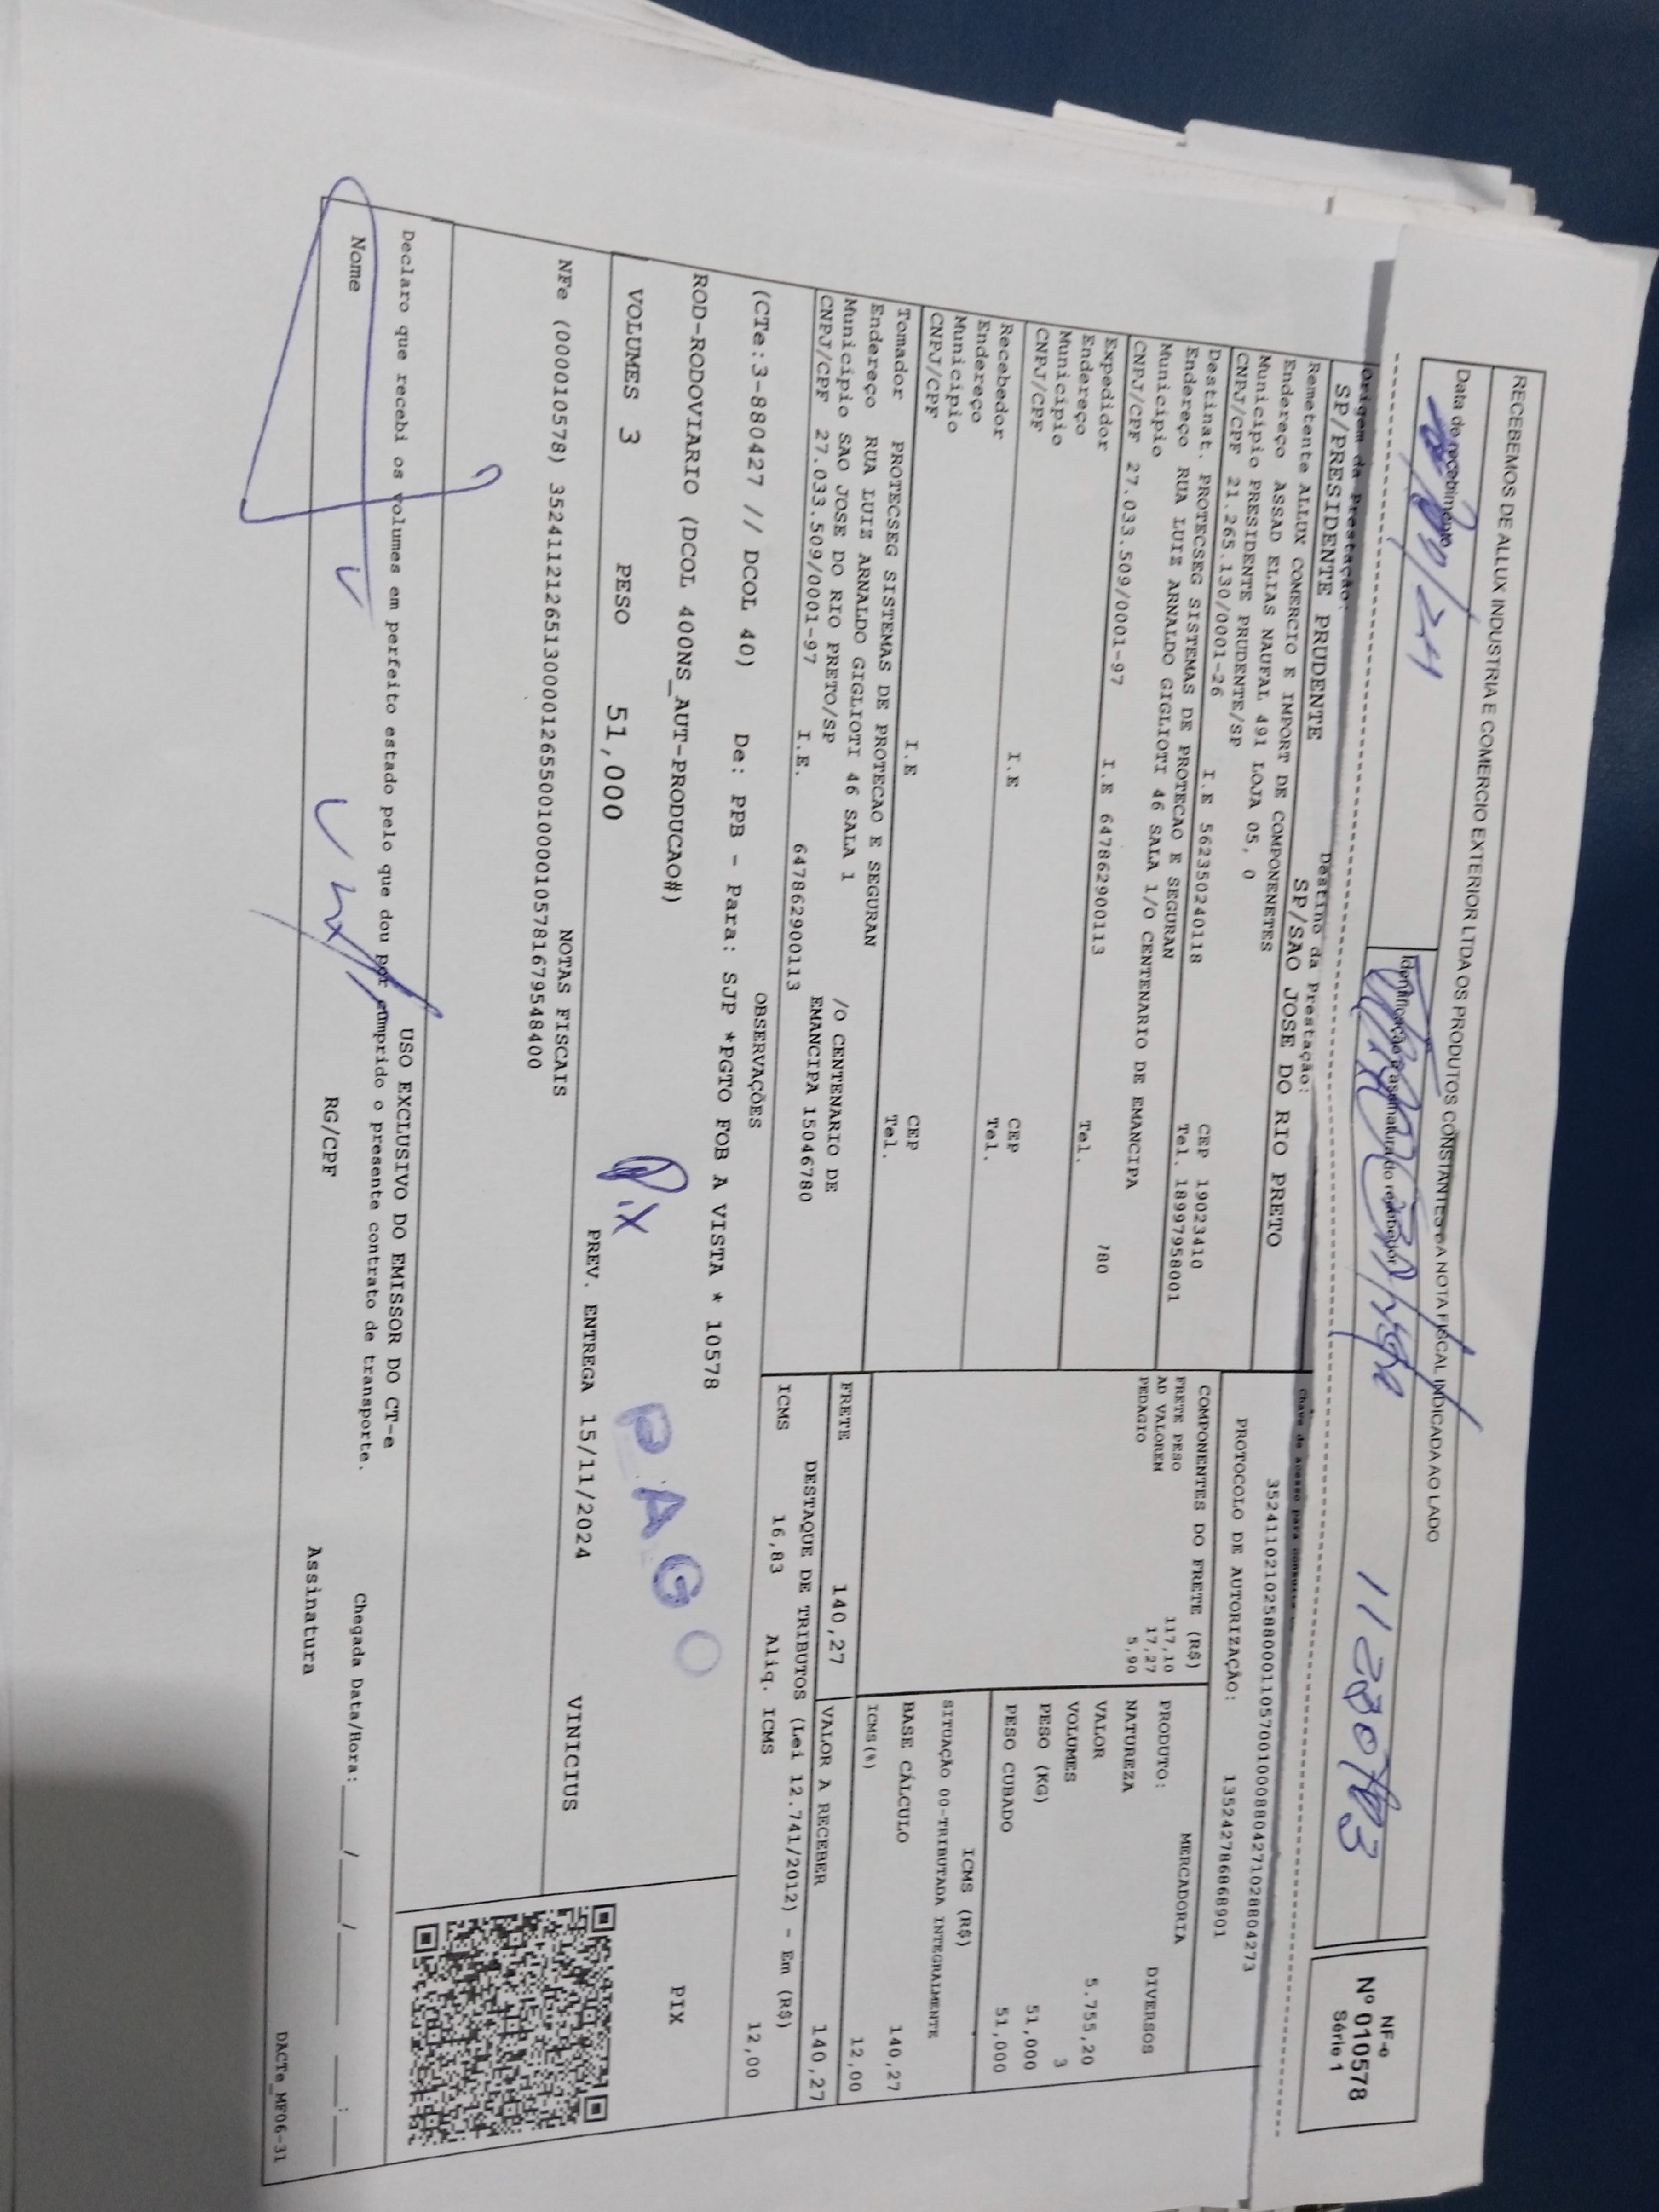 RECEBEMOS DE ALLUX INDUSTRIA E COMERCIO EXTERIOR LTDA OS PRODUTOS CONSTANTES DA NOTA FISCAL INDICADA AO LADO
Data de recebimento
Identificação e assinatura do recebedor
NF-e
Nº 010578
Série 1
Origem da Prestação:
SP/PRESIDENTE PRUDENTE
Destino da Prestação:
SP/SAO JOSE DO RIO PRETO
Chave de acesso para consulta
35241102102588000110570010008804271028804273
PROTOCOLO DE AUTORIZAÇÃO: 135242786868901
Remetente ALLUX COMERCIO E IMPORT DE COMPONENETES
Endereço ASSAD ELIAS NAUFAL 491 LOJA 05, 0
Município PRESIDENTE PRUDENTE/SP CEP 19023410
CNPJ/CPF 21.265.130/0001-26 I.E 562350240118 Tel. 18997958001
Destinat. PROTECSEG SISTEMAS DE PROTECAO E SEGURAN
Endereço RUA LUIZ ARNALDO GIGLIOTI 46 SALA 1/O CENTENARIO DE EMANCIPA
Município 780
CNPJ/CPF 27.033.509/0001-97 I.E 647862900113 Tel.
Expedidor
Endereço
Município CEP
CNPJ/CPF I.E Tel.
Recebedor
Endereço
Município CEP
CNPJ/CPF I.E Tel.
Tomador PROTECSEG SISTEMAS DE PROTECAO E SEGURAN
Endereço RUA LUIZ ARNALDO GIGLIOTI 46 SALA 1 /O CENTENARIO DE
Município SAO JOSE DO RIO PRETO/SP EMANCIPA 15046780
CNPJ/CPF 27.033.509/0001-97 I.E. 647862900113
COMPONENTES DO FRETE (R$)
FRETE PESO 117,10
AD VALOREM 17,27
PEDAGIO 5,90
MERCADORIA
PRODUTO: DIVERSOS
NATUREZA
VALOR 5.755,20
VOLUMES 3
PESO (KG) 51,000
PESO CUBADO 51,000
ICMS (R$)
SITUAÇÃO 00-TRIBUTADA INTEGRALMENTE
BASE CÁLCULO 140,27
ICMS(%) 12,00
FRETE 140,27
VALOR A RECEBER 140,27
DESTAQUE DE TRIBUTOS (Lei 12.741/2012) - Em (R$)
ICMS 16,83 Aliq. ICMS 12,00
OBSERVAÇÕES
(CTe:3-880427 // DCOL 40) De: PPB - Para: SJP *PGTO FOB A VISTA * 10578
ROD-RODOVIARIO (DCOL 400NS_AUT-PRODUCAO#)
Pix
PAGO
PIX
VOLUMES 3 PESO 51,000 PREV. ENTREGA 15/11/2024 VINICIUS
NOTAS FISCAIS
NFe (000010578) 35241121265130000126550010000105781679548400
USO EXCLUSIVO DO EMISSOR DO CT-e
Declaro que recebi os volumes em perfeito estado pelo que dou por cumprido o presente contrato de transporte.
Chegada Data/Hora:____/____/______ ____:____
Nome RG/CPF Assinatura
DACTe_MF06-31